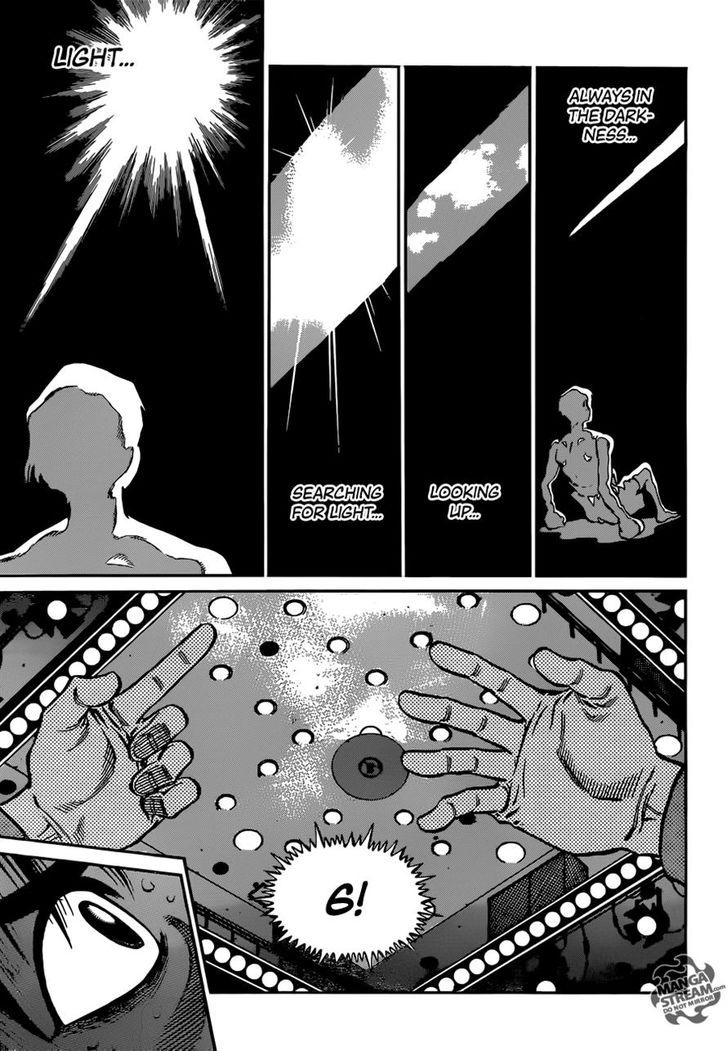 ALWAYS IN
THE DARK-
NESS...
LOOKING
UP...
SEARCHING
FOR LIGHT...
LIGHT...
6!
MANGA
STREAM.com
DO NOT MIRROR